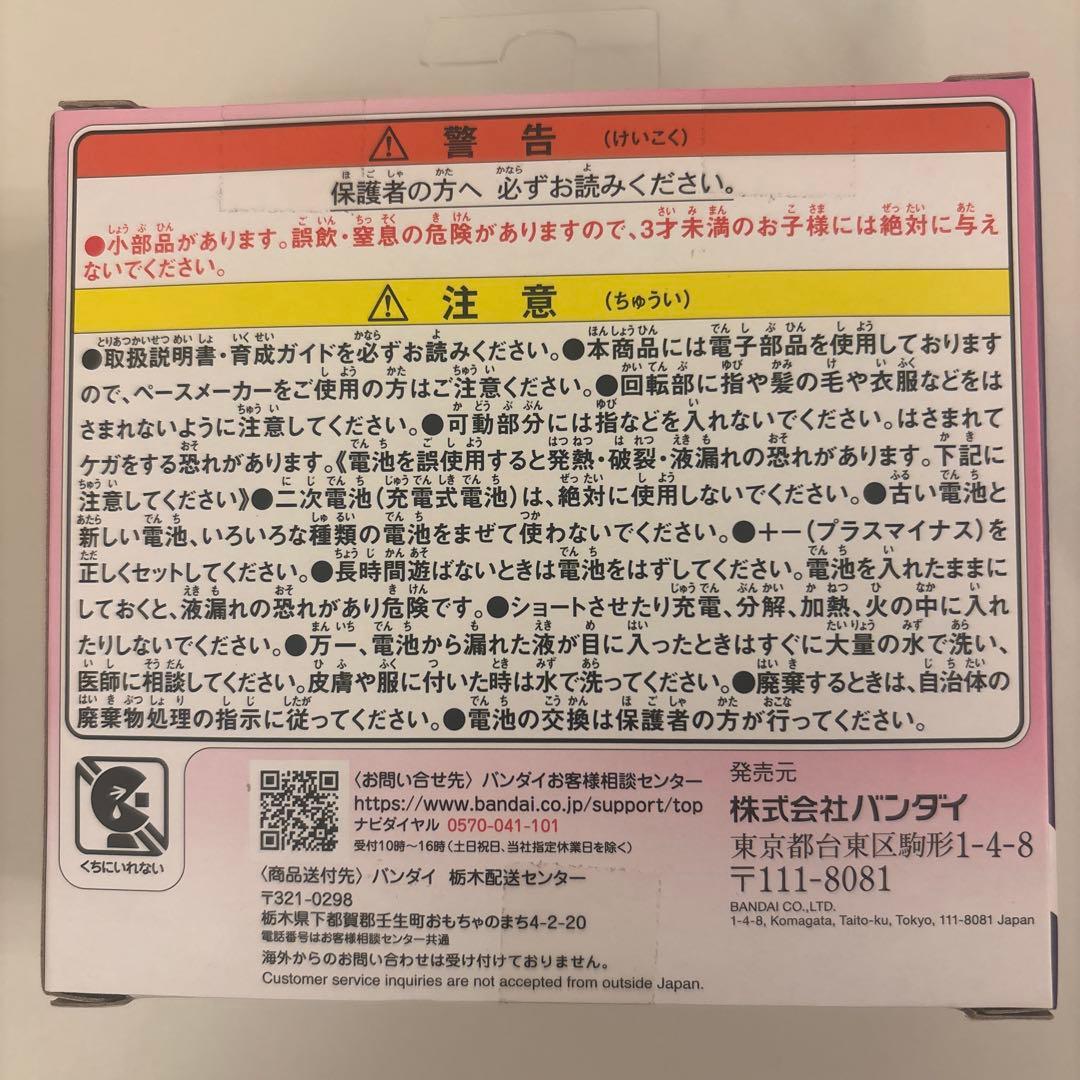 ⚠ 警告 (けいこく)
保護者の方へ 必ずお読みください。
●小部品があります。誤飲・窒息の危険がありますので、3才未満のお子様には絶対に与え
ないでください。
⚠ 注意 (ちゅうい)
●取扱説明書・育成ガイドを必ずお読みください。●本商品には電子部品を使用しております
ので、ペースメーカーをご使用の方はご注意ください。●回転部に指や髪の毛や衣服などをは
さまれないように注意してください。●可動部分には指などを入れないでください。はさまれて
ケガをする恐れがあります。《電池を誤使用すると発熱・破裂・液漏れの恐れがあります。下記に
注意してください》●二次電池(充電式電池)は、絶対に使用しないでください。●古い電池と
新しい電池、いろいろな種類の電池をまぜて使わないでください。●+-(プラスマイナス)を
正しくセットしてください。●長時間遊ばないときは電池をはずしてください。電池を入れたままに
しておくと、液漏れの恐れがあり危険です。●ショートさせたり充電、分解、加熱、火の中に入れ
たりしないでください。●万一、電池から漏れた液が目に入ったときはすぐに大量の水で洗い、
医師に相談してください。皮膚や服に付いた時は水で洗ってください。●廃棄するときは、自治体の
廃棄物処理の指示に従ってください。●電池の交換は保護者の方が行ってください。
くちにいれない
〈お問い合せ先〉バンダイお客様相談センター
https://www.bandai.co.jp/support/top
ナビダイヤル 0570-041-101
受付10時〜16時(土日祝日、当社指定休業日を除く)
〈商品送付先〉バンダイ 栃木配送センター
〒321-0298
栃木県下都賀郡壬生町おもちゃのまち4-2-20
電話番号はお客様相談センター共通
海外からのお問い合わせは受け付けておりません。
Customer service inquiries are not accepted from outside Japan.
発売元
株式会社バンダイ
東京都台東区駒形1-4-8
〒111-8081
BANDAI CO.,LTD.
1-4-8, Komagata, Taito-ku, Tokyo, 111-8081 Japan